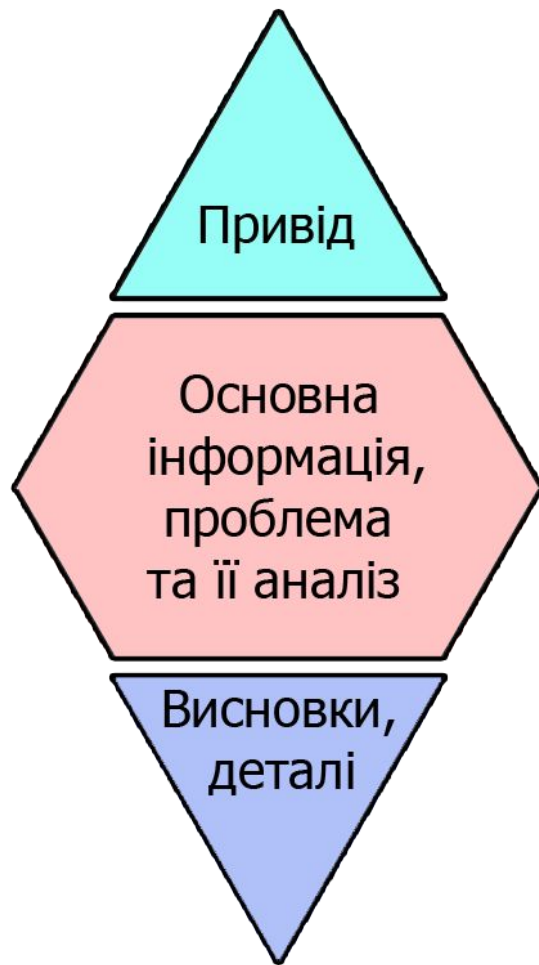 Привід
Основна
інформація,
проблема
та її аналіз
Висновки,
деталі